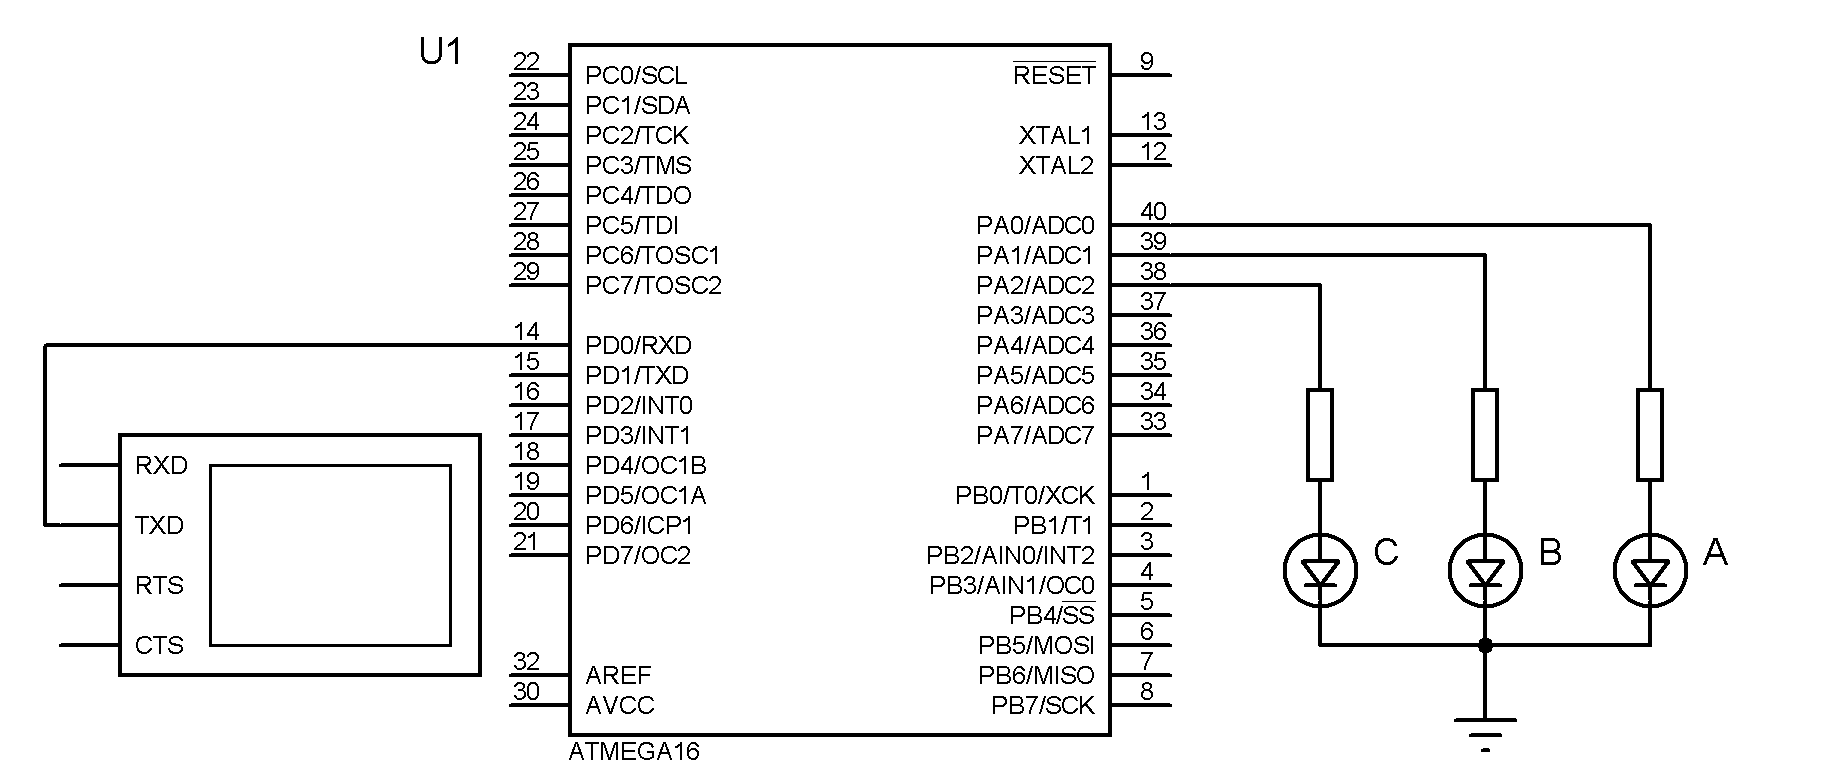 U1
22 PC0/SCL
23 PC1/SDA
24 PC2/TCK
25 PC3/TMS
26 PC4/TDO
27 PC5/TDI
28 PC6/TOSC1
29 PC7/TOSC2
14 PD0/RXD
15 PD1/TXD
16 PD2/INT0
17 PD3/INT1
18 PD4/OC1B
19 PD5/OC1A
20 PD6/ICP1
21 PD7/OC2
32 AREF
30 AVCC
RESET 9
XTAL1 13
XTAL2 12
PA0/ADC0 40
PA1/ADC1 39
PA2/ADC2 38
PA3/ADC3 37
PA4/ADC4 36
PA5/ADC5 35
PA6/ADC6 34
PA7/ADC7 33
PB0/T0/XCK 1
PB1/T1 2
PB2/AIN0/INT2 3
PB3/AIN1/OC0 4
PB4/SS 5
PB5/MOSI 6
PB6/MISO 7
PB7/SCK 8
ATMEGA16
RXD
TXD
RTS
CTS
C
B
A